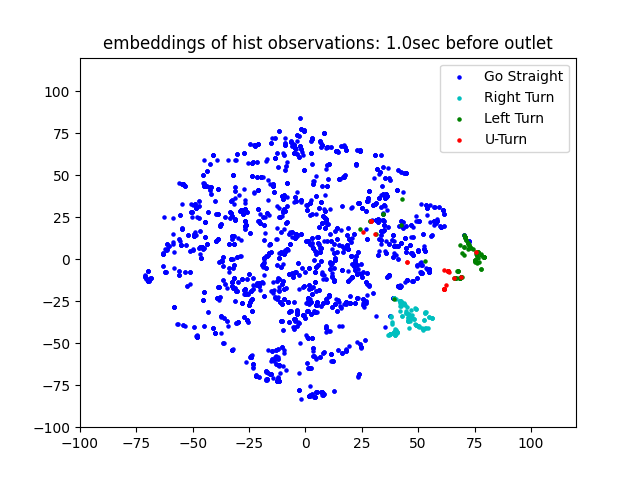 embeddings of hist observations: 1.0sec before outlet
Go Straight
Right Turn
Left Turn
U-Turn
100
75
50
25
0
−25
−50
−75
−100
−100 −75 −50 −25 0 25 50 75 100